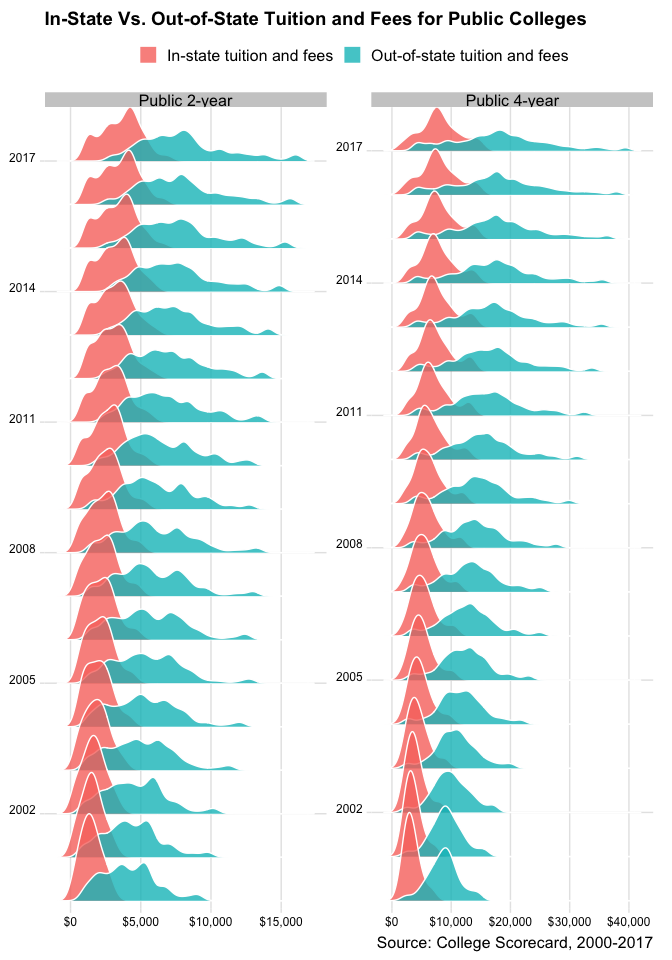 In-State Vs. Out-of-State Tuition and Fees for Public Colleges
In-state tuition and fees Out-of-state tuition and fees
Public 2-year
2017
2014
2011
2008
2005
2002
$0 $5,000 $10,000 $15,000
Public 4-year
2017
2014
2011
2008
2005
2002
$0 $10,000 $20,000 $30,000 $40,000
Source: College Scorecard, 2000-2017